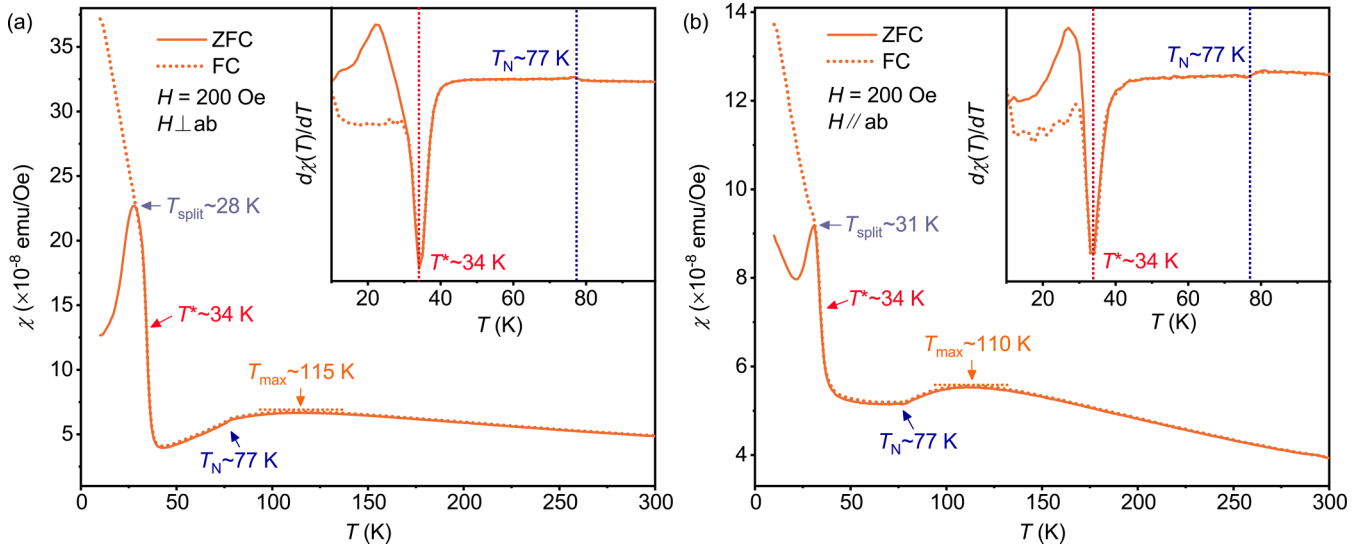 (a)
ZFC
FC
H = 200 Oe
H⊥ab
T_split~28 K
T*~34 K
T_max~115 K
T_N~77 K
χ (×10⁻⁸ emu/Oe)
35
30
25
20
15
10
5
0 50 100 150 200 250 300
T (K)
T_N~77 K
T*~34 K
dχ(T)/dT
20 40 60 80
T (K)
(b)
ZFC
FC
H = 200 Oe
H // ab
T_split~31 K
T*~34 K
T_max~110 K
T_N~77 K
χ (×10⁻⁸ emu/Oe)
14
12
10
8
6
4
0 50 100 150 200 250 300
T (K)
T_N~77 K
T*~34 K
dχ(T)/dT
20 40 60 80
T (K)